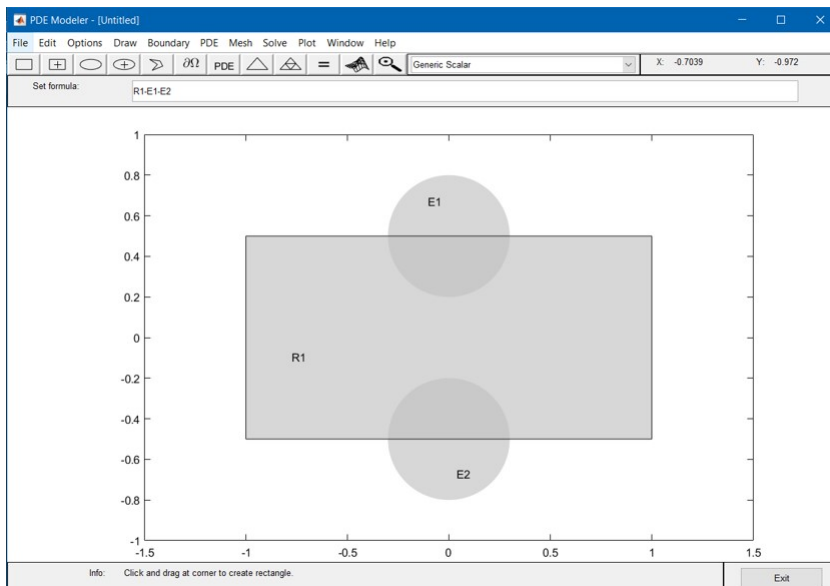 PDE Modeler - [Untitled]
File Edit Options Draw Boundary PDE Mesh Solve Plot Window Help
∂Ω PDE = Generic Scalar X: -0.7039 Y: -0.972
Set formula: R1-E1-E2
1
0.8
E1
0.6
0.4
0.2
0
R1
-0.2
-0.4
-0.6
E2
-0.8
-1
-1.5 -1 -0.5 0 0.5 1 1.5
Info: Click and drag at corner to create rectangle. Exit